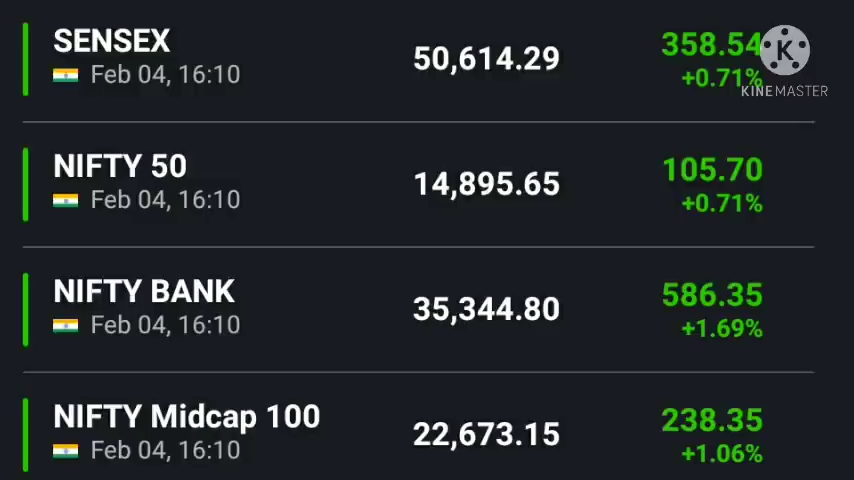 SENSEX
Feb 04, 16:10
50,614.29
358.54
+0.71%
K
KINEMASTER
NIFTY 50
Feb 04, 16:10
14,895.65
105.70
+0.71%
NIFTY BANK
Feb 04, 16:10
35,344.80
586.35
+1.69%
NIFTY Midcap 100
Feb 04, 16:10
22,673.15
238.35
+1.06%